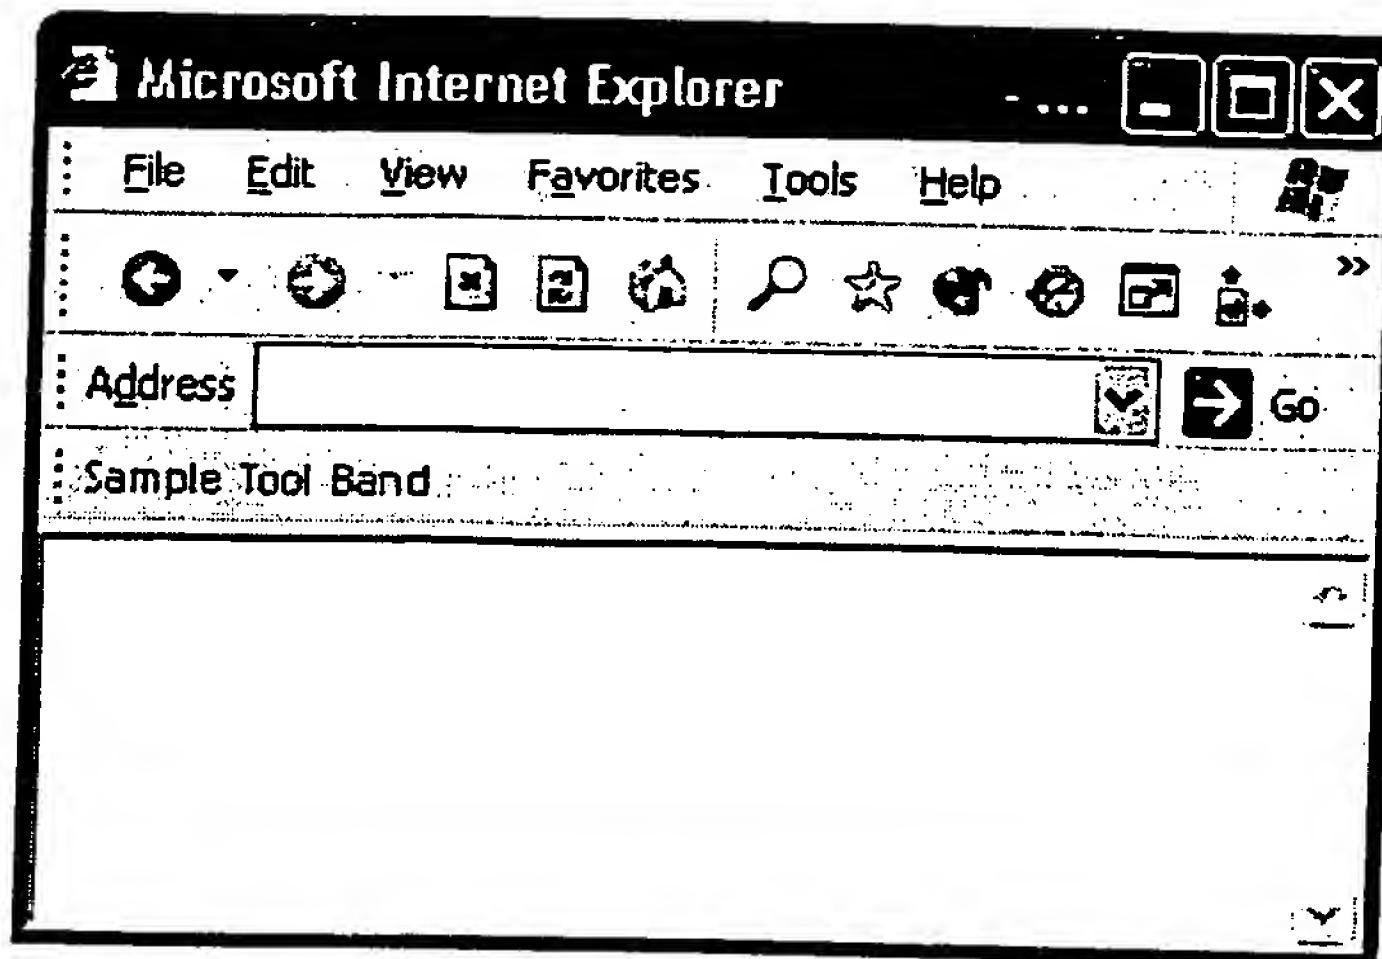 Microsoft Internet Explorer - ...
File Edit View Favorites Tools Help
»
Address Go
Sample Tool Band